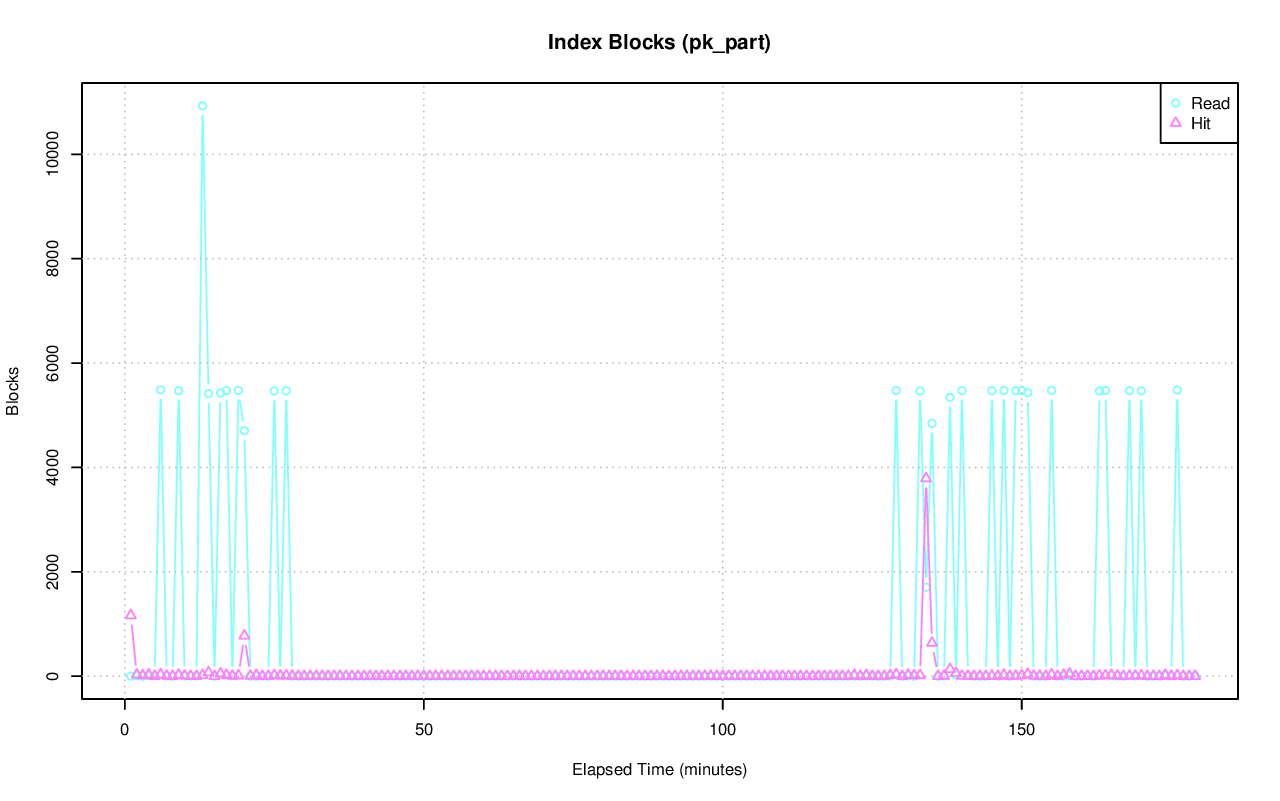 Index Blocks (pk_part)
Read
Hit
Blocks
10000
8000
6000
4000
2000
0
0 50 100 150
Elapsed Time (minutes)